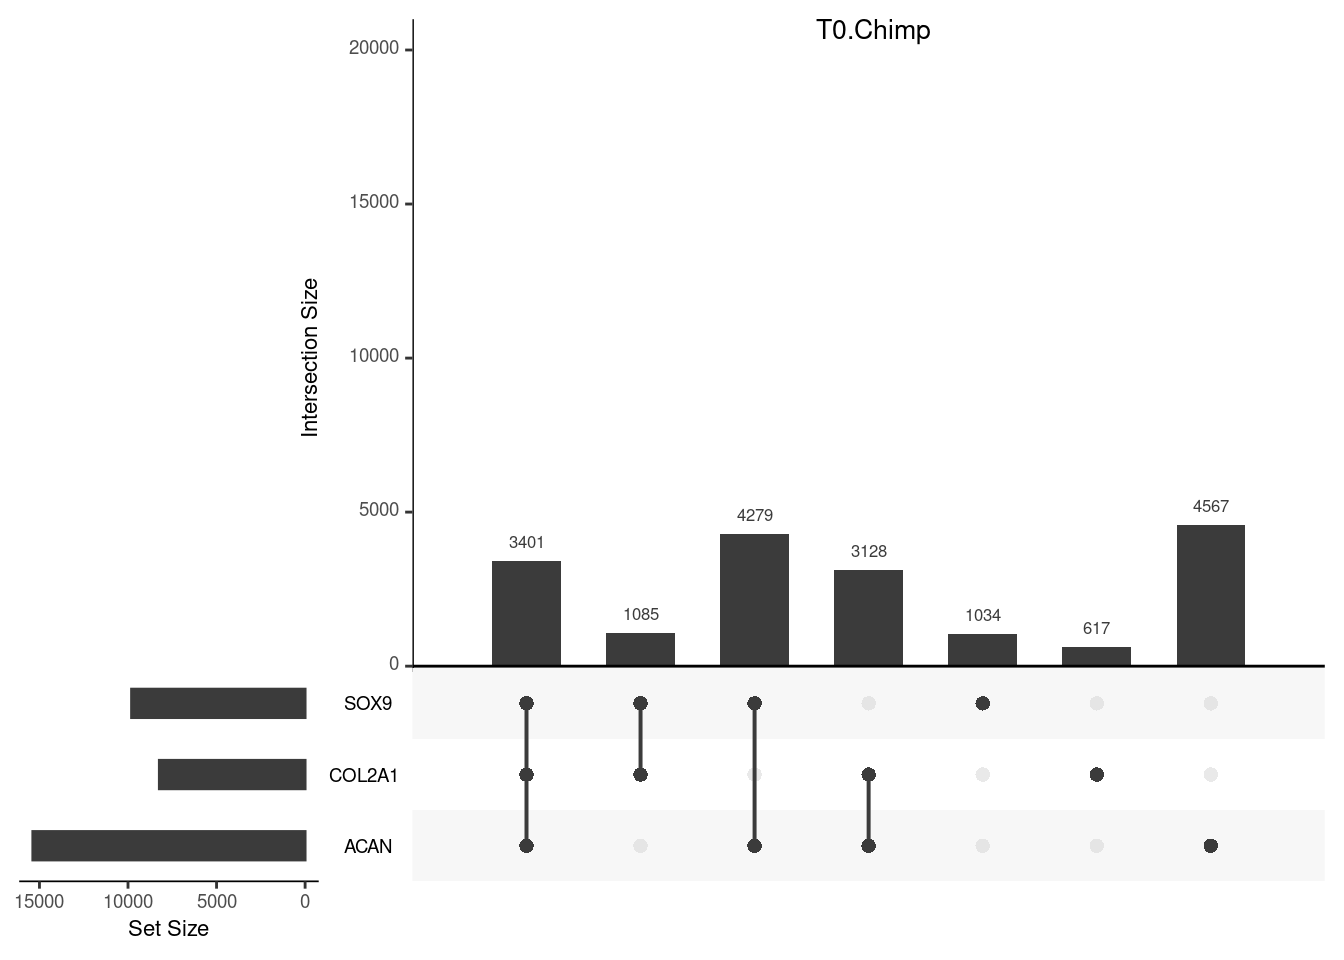 T0.Chimp
20000
15000
10000
5000
0
Intersection Size
3401
1085
4279
3128
1034
617
4567
SOX9
COL2A1
ACAN
15000 10000 5000 0
Set Size